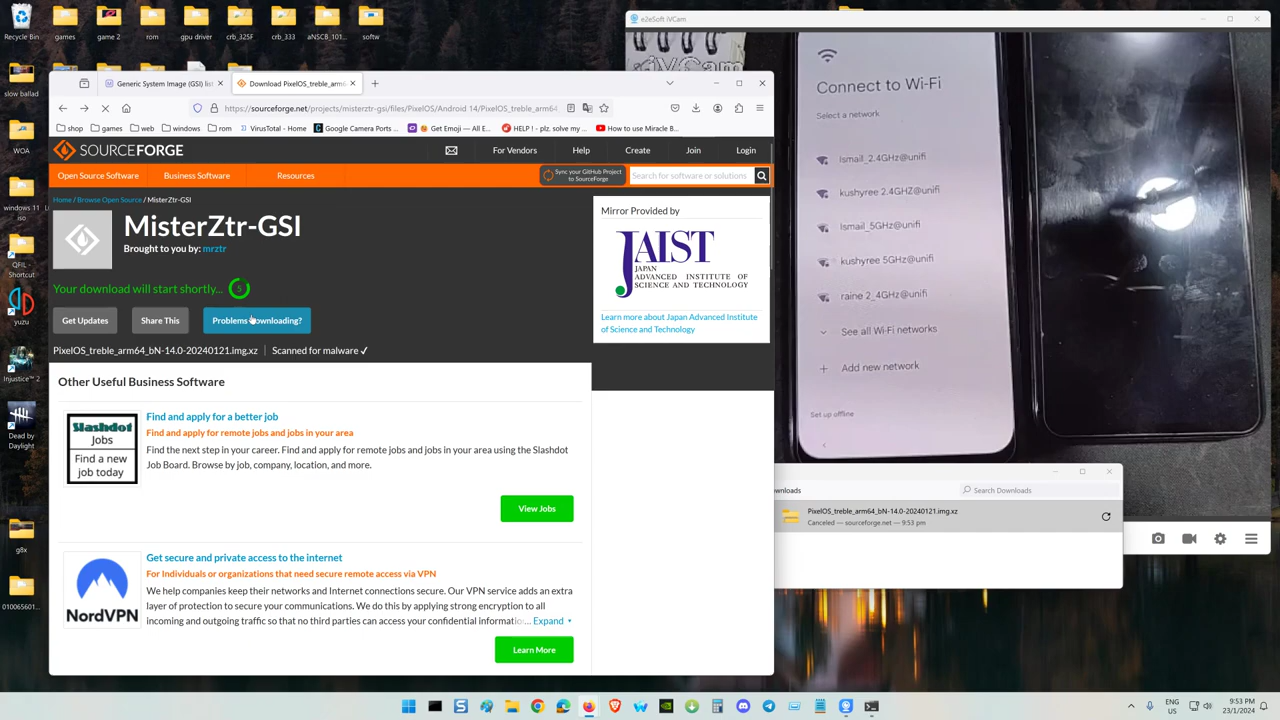 Recycle Bin
games
game 2
rom
gpu driver
crb_325F
crb_333
aNSCB_101...
softw
slow ballad
WOA
windows 11 iso
QFIL - Shortcut
yuzu
Injustice™ 2
Dead by Daylight
g8x
010065601...
e2eSoft iVCam
Connect to Wi-Fi
Select a network
Ismail_2.4GHz@unifi
kushyree 2.4GHZ@unifi
Ismail_5GHz@unifi
kushyree 5GHz@unifi
raine 2_4GHz@unifi
See all Wi-Fi networks
Add new network
Set up offline
Generic System Image (GSI) list
Download PixelOS_treble_arm6
https://sourceforge.net/projects/misterztr-gsi/files/PixelOS/Android 14/PixelOS_treble_arm6
shop games web windows rom VirusTotal - Home Google Camera Ports ... Get Emoji — All E... HELP ! - plz. solve my ... How to use Miracle B...
SOURCEFORGE
For Vendors Help Create Join Login
Open Source Software Business Software Resources
Sync your GitHub Project to SourceForge
Search for software or solutions
Home / Browse Open Source / MisterZtr-GSI
MisterZtr-GSI
Brought to you by: mrztr
Your download will start shortly... 5
Get Updates Share This Problems Downloading?
PixelOS_treble_arm64_bN-14.0-20240121.img.xz Scanned for malware ✓
Mirror Provided by
JAIST
JAPAN
ADVANCED INSTITUTE OF
SCIENCE AND TECHNOLOGY
Learn more about Japan Advanced Institute
of Science and Technology
Other Useful Business Software
Slashdot
Jobs
Find a new
job today
Find and apply for a better job
Find and apply for remote jobs and jobs in your area
Find the next step in your career. Find and apply for remote jobs and jobs in your area using the Slashdot
Job Board. Browse by job, company, location, and more.
View Jobs
NordVPN
Get secure and private access to the internet
For Individuals or organizations that need secure remote access via VPN
We help companies keep their networks and Internet connections secure. Our VPN service adds an extra
layer of protection to secure your communications. We do this by applying strong encryption to all
incoming and outgoing traffic so that no third parties can access your confidential informatio... Expand
Learn More
Search Downloads
PixelOS_treble_arm64_bN-14.0-20240121.img.xz
Canceled — sourceforge.net — 9:53 pm
ENG
US
9:53 PM
23/1/2024